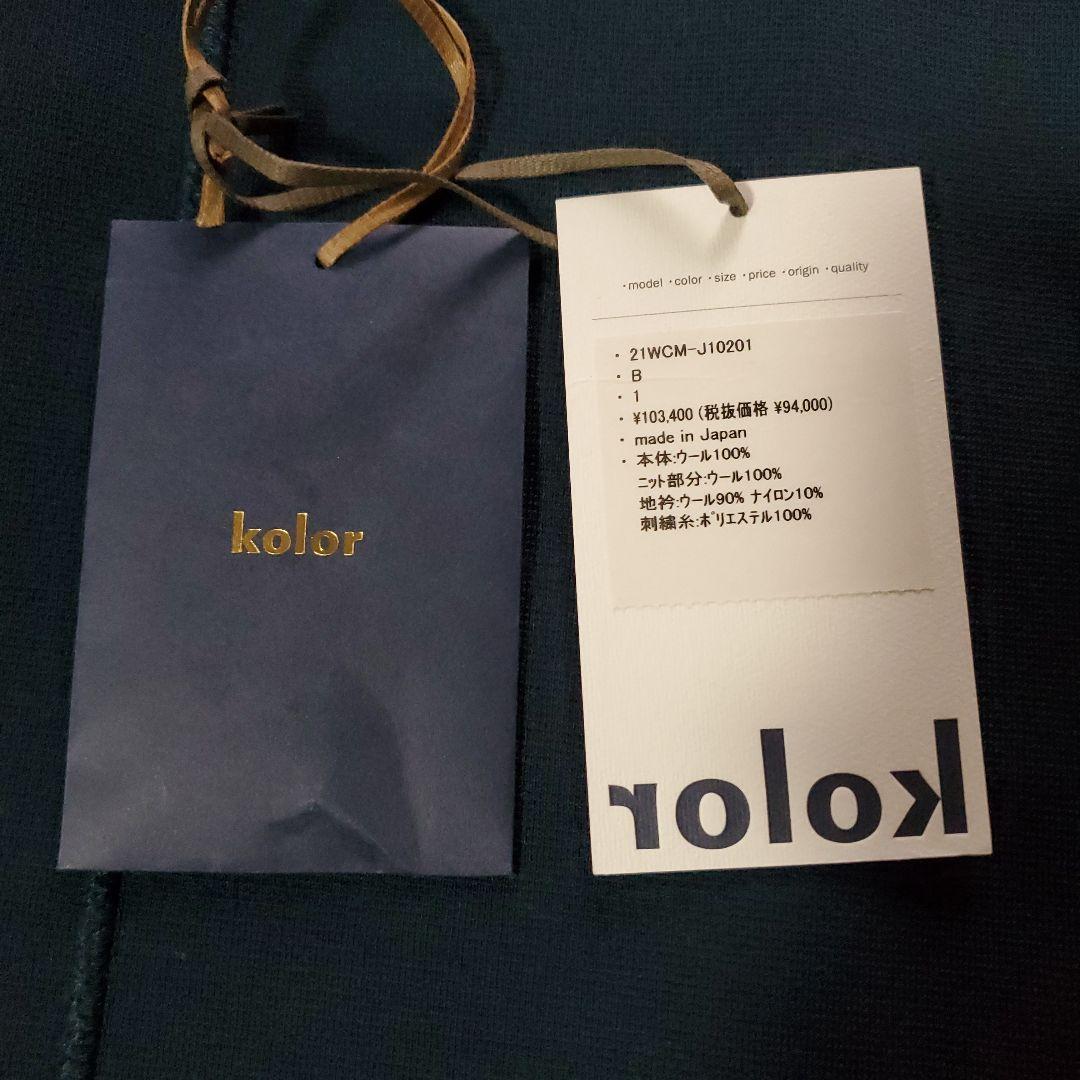 kolor
・model ・color ・size ・price ・origin ・quality
・ 21WCM-J10201
・ B
・ 1
・ ¥103,400 (税抜価格 ¥94,000)
・ made in Japan
・ 本体:ウール100%
ニット部分:ウール100%
地衿:ウール90% ナイロン10%
刺繍糸:ポリエステル100%
kolor